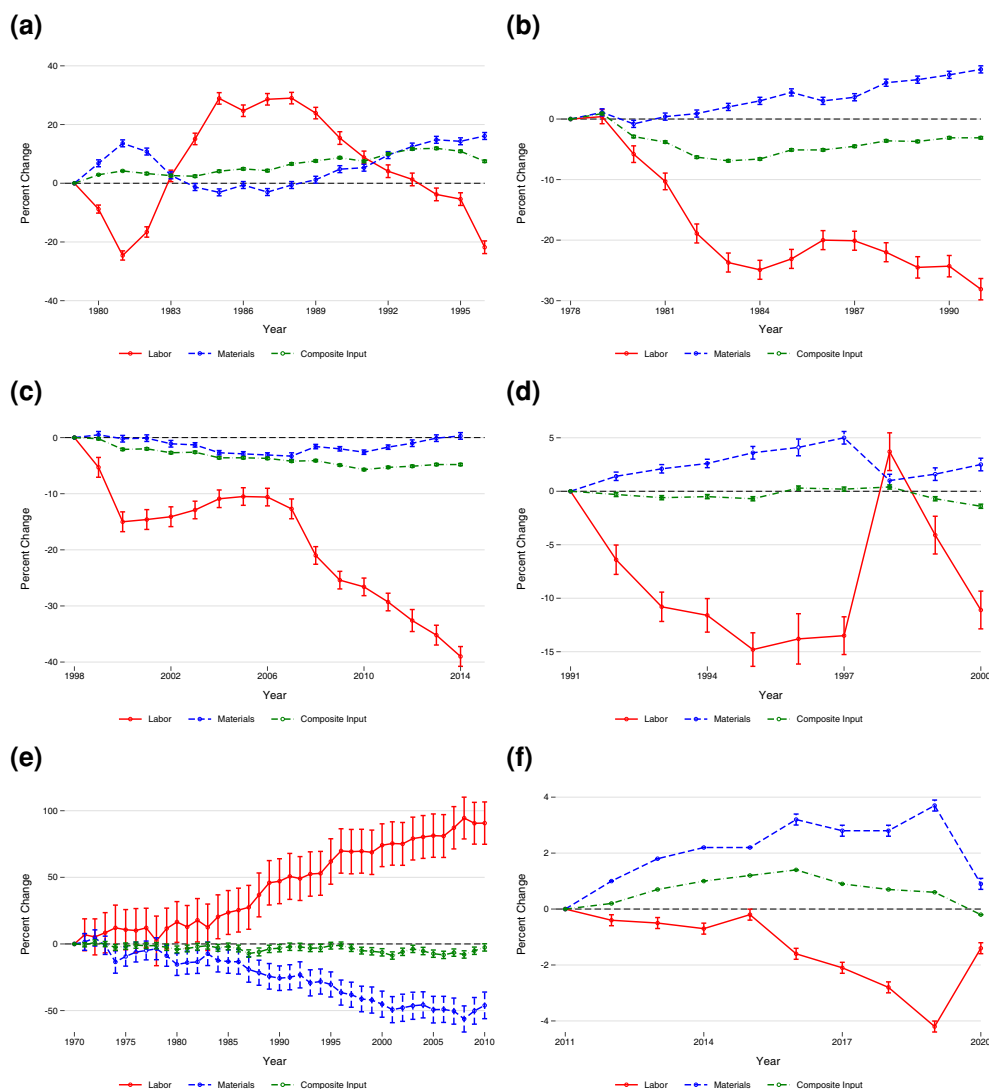 (a)
40
20
0
-20
-40
Percent Change
1980 1983 1986 1989 1992 1995
Year
Labor Materials Composite Input
(b)
0
-10
-20
-30
Percent Change
1978 1981 1984 1987 1990
Year
Labor Materials Composite Input
(c)
0
-10
-20
-30
-40
Percent Change
1998 2002 2006 2010 2014
Year
Labor Materials Composite Input
(d)
5
0
-5
-10
-15
Percent Change
1991 1994 1997 2000
Year
Labor Materials Composite Input
(e)
100
50
0
-50
Percent Change
1970 1975 1980 1985 1990 1995 2000 2005 2010
Year
Labor Materials Composite Input
(f)
4
2
0
-2
-4
Percent Change
2011 2014 2017 2020
Year
Labor Materials Composite Input